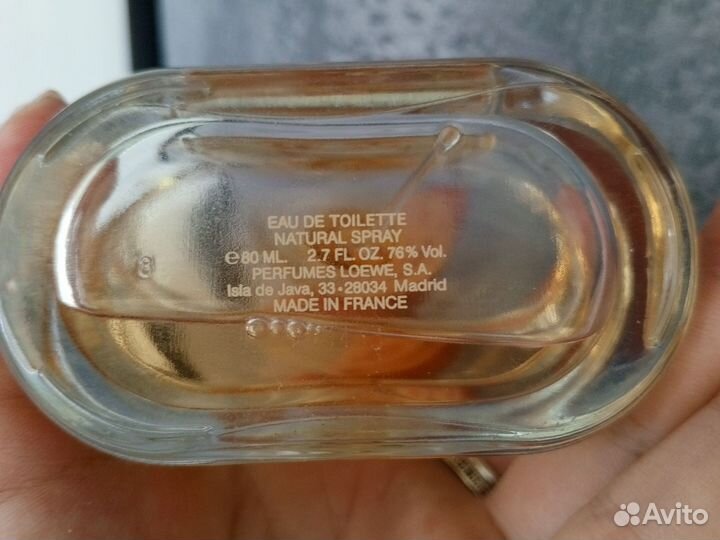 EAU DE TOILETTE
NATURAL SPRAY
℮80 ML. 2.7 FL. OZ. 76% Vol.
PERFUMES LOEWE, S.A.
Isla de Java, 33-28034 Madrid
MADE IN FRANCE
Avito